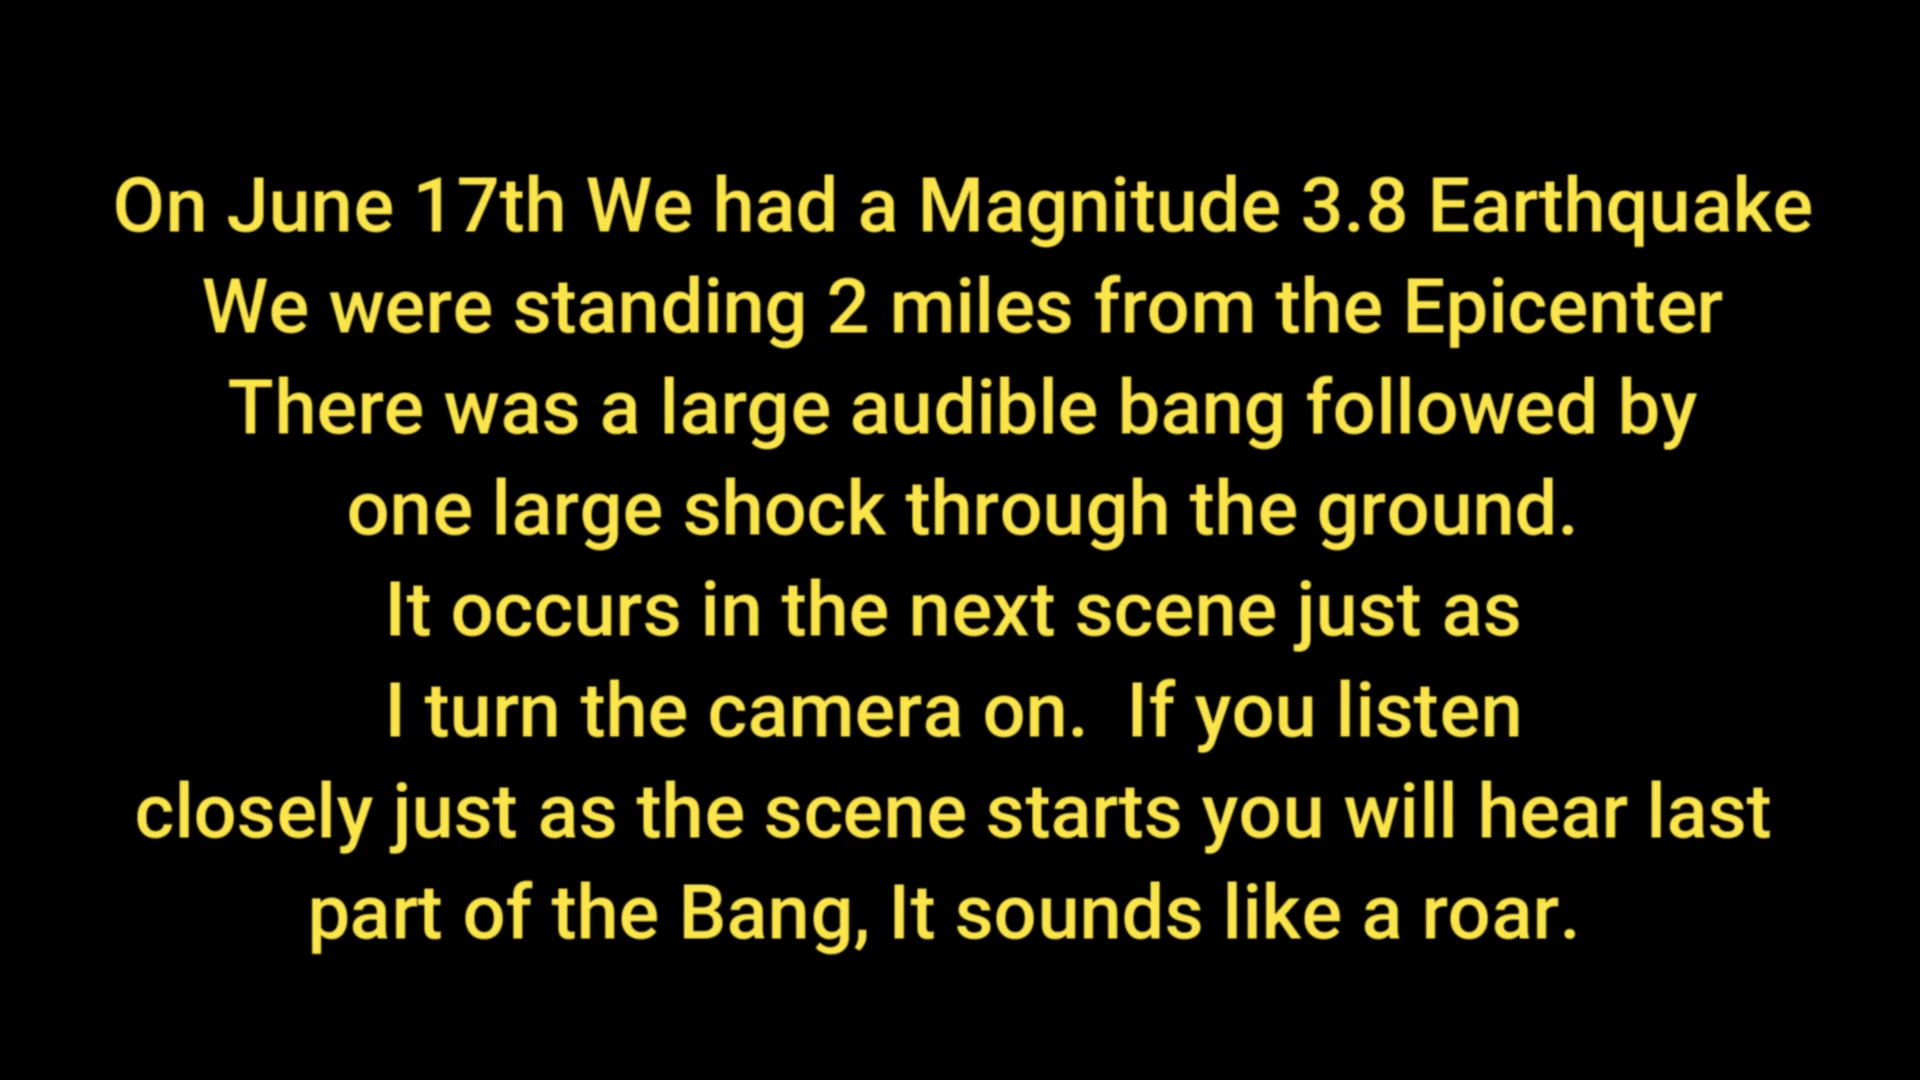 On June 17th We had a Magnitude 3.8 Earthquake
We were standing 2 miles from the Epicenter
There was a large audible bang followed by
one large shock through the ground.
It occurs in the next scene just as
I turn the camera on.  If you listen
closely just as the scene starts you will hear last
part of the Bang, It sounds like a roar.